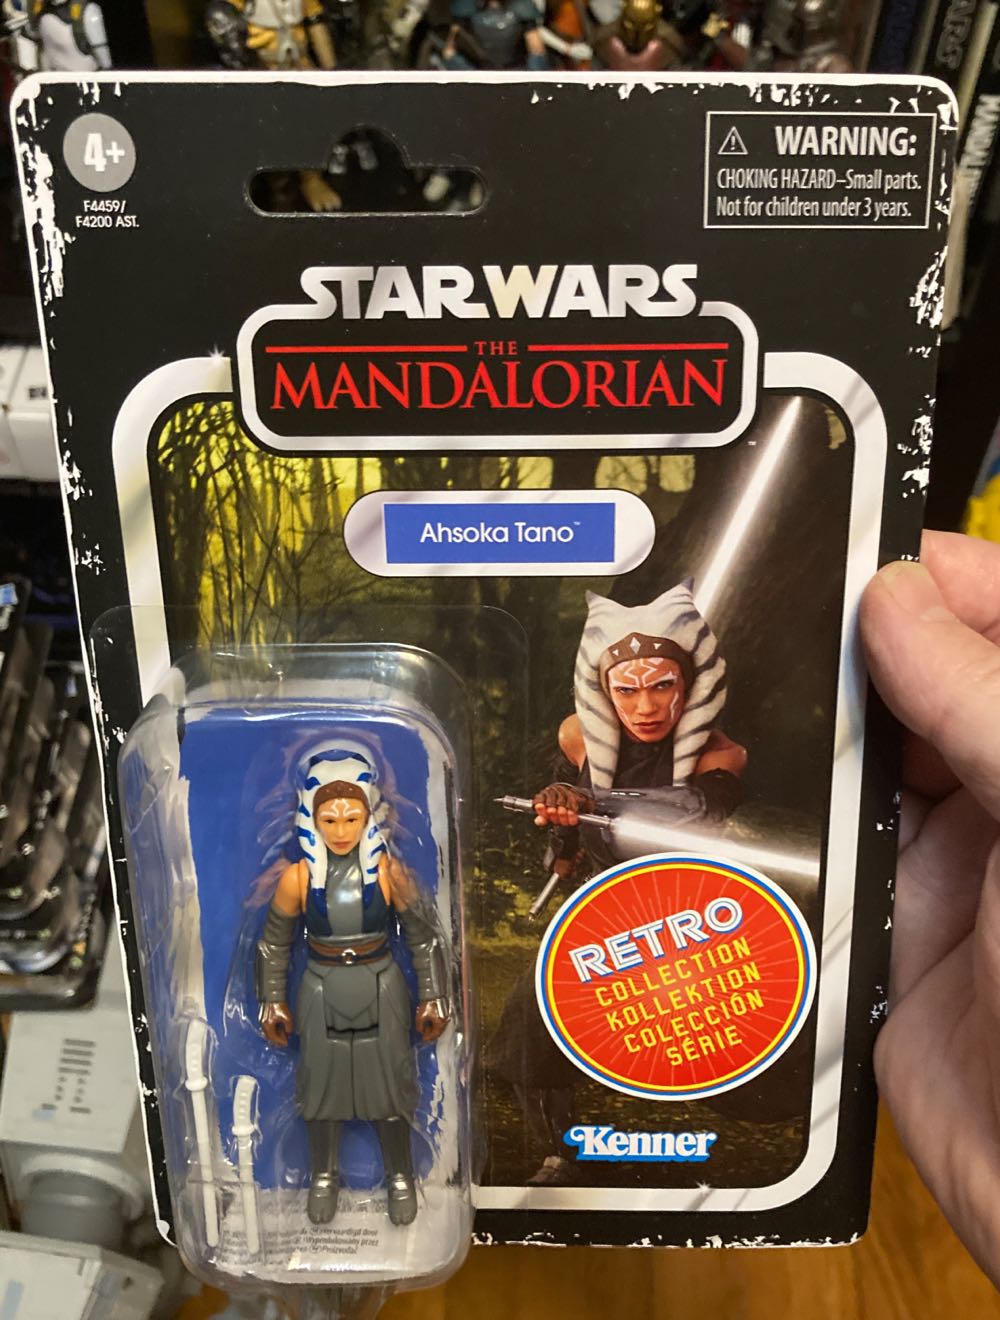 4+
F4459/
F4200 AST.
⚠ WARNING:
CHOKING HAZARD–Small parts.
Not for children under 3 years.
STAR WARS
THE
MANDALORIAN
™
Ahsoka Tano™
RETRO
COLLECTION
KOLLEKTION
COLECCIÓN
SÉRIE
Kenner